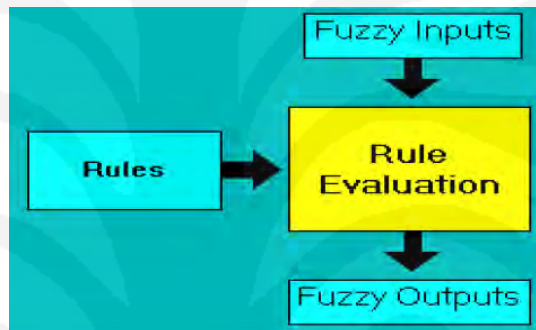 Fuzzy Inputs
Rules
Rule
Evaluation
Fuzzy Outputs